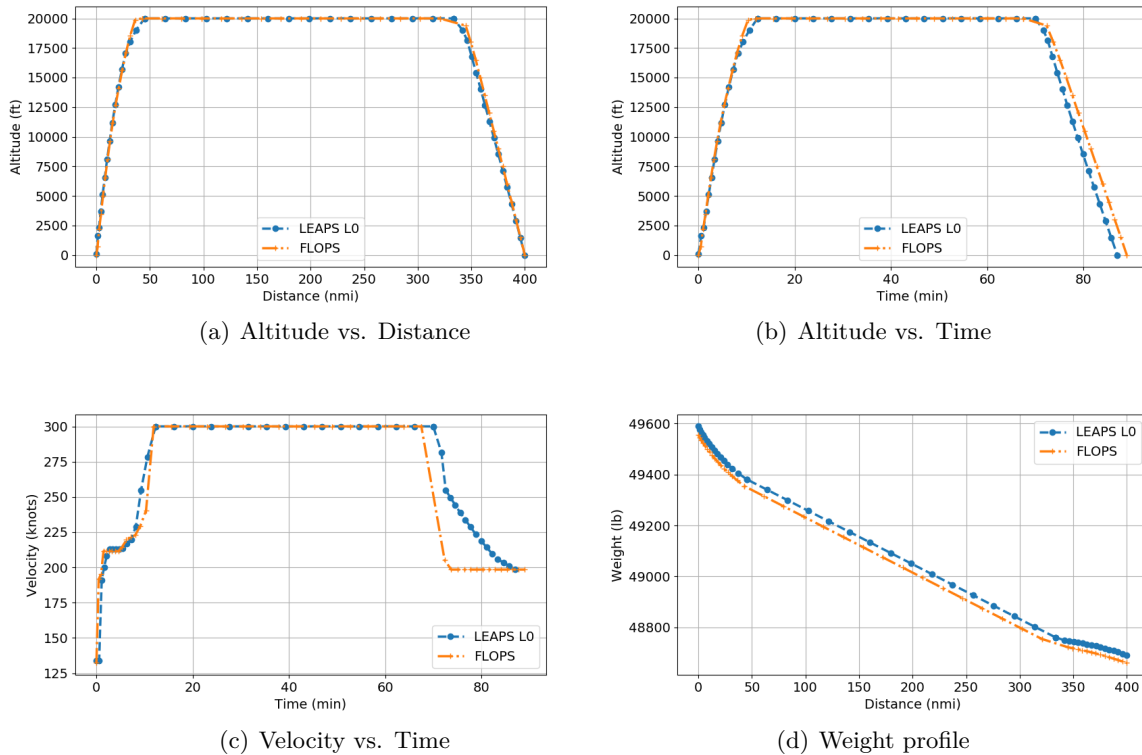 20000
17500
15000
12500
10000
7500
5000
2500
0
Altitude (ft)
LEAPS L0
FLOPS
0 50 100 150 200 250 300 350 400
Distance (nmi)
(a) Altitude vs. Distance
20000
17500
15000
12500
10000
7500
5000
2500
0
Altitude (ft)
LEAPS L0
FLOPS
0 20 40 60 80
Time (min)
(b) Altitude vs. Time
300
275
250
225
200
175
150
125
Velocity (knots)
LEAPS L0
FLOPS
0 20 40 60 80
Time (min)
(c) Velocity vs. Time
49600
49400
49200
49000
48800
Weight (lb)
LEAPS L0
FLOPS
0 50 100 150 200 250 300 350 400
Distance (nmi)
(d) Weight profile